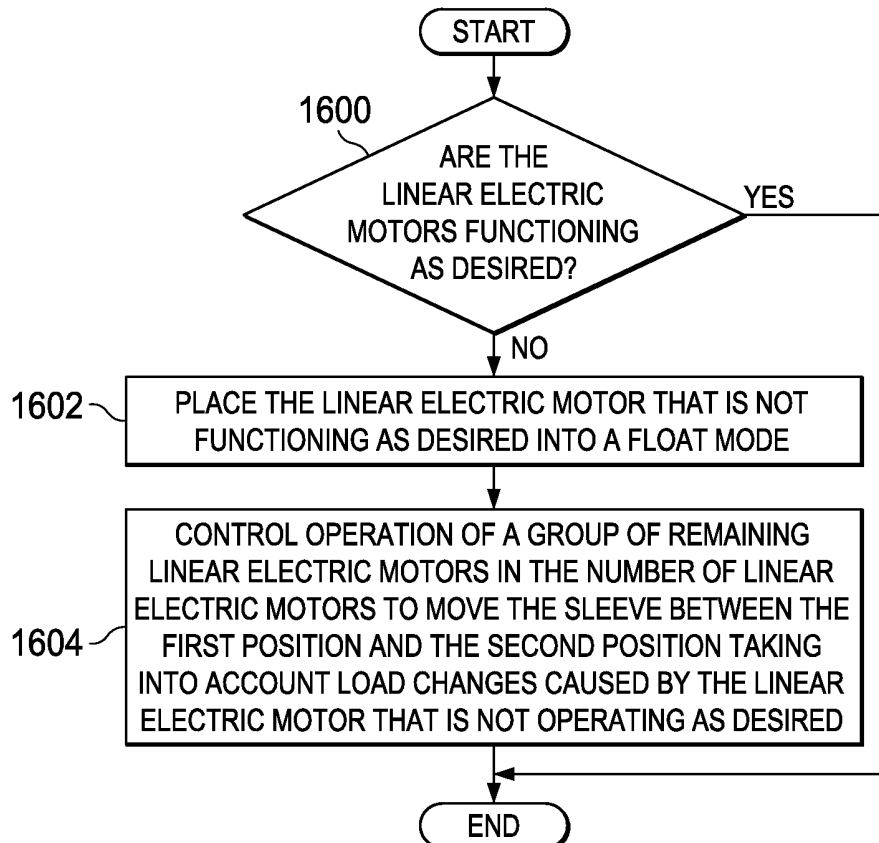 START
1600
ARE THE
LINEAR ELECTRIC
MOTORS FUNCTIONING
AS DESIRED?
YES
NO
1602
PLACE THE LINEAR ELECTRIC MOTOR THAT IS NOT
FUNCTIONING AS DESIRED INTO A FLOAT MODE
1604
CONTROL OPERATION OF A GROUP OF REMAINING
LINEAR ELECTRIC MOTORS IN THE NUMBER OF LINEAR
ELECTRIC MOTORS TO MOVE THE SLEEVE BETWEEN THE
FIRST POSITION AND THE SECOND POSITION TAKING
INTO ACCOUNT LOAD CHANGES CAUSED BY THE LINEAR
ELECTRIC MOTOR THAT IS NOT OPERATING AS DESIRED
END